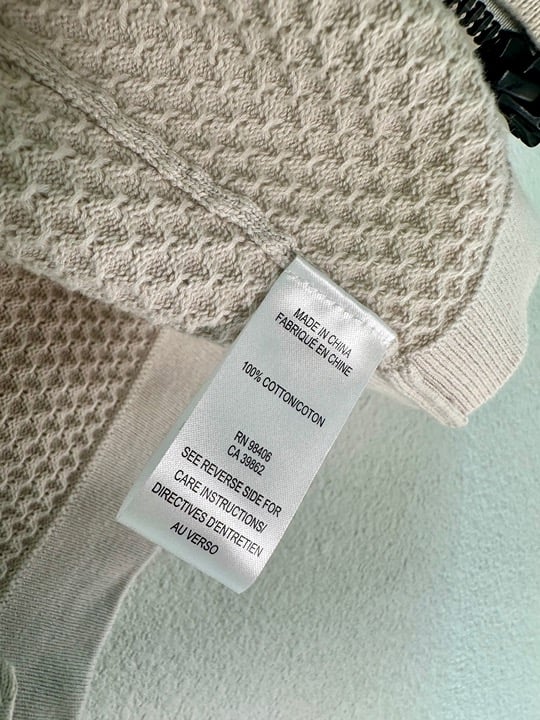 MADE IN CHINA
FABRIQUÉ EN CHINE
100% COTTON/COTON
RN 98406
CA 39862
SEE REVERSE SIDE FOR
CARE INSTRUCTIONS/
DIRECTIVES D'ENTRETIEN
AU VERSO